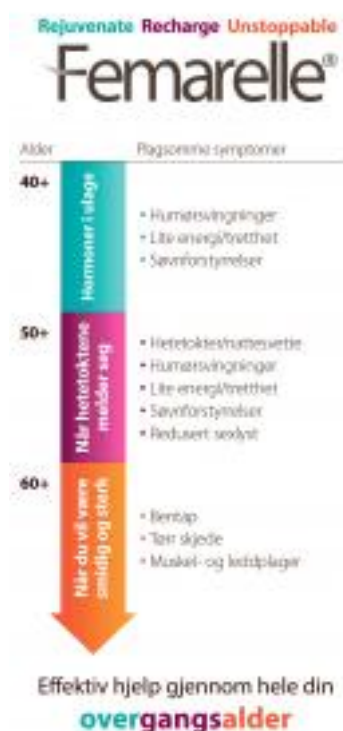 Rejuvenate Recharge Unstoppable
Femarelle®
Alder Plagsomme symptomer
40+
Hormoner i ulage
• Humørsvingninger
• Lite energi/tretthet
• Søvnforstyrrelser
50+
Når hetetoktene
melder seg
• Hetetokter/nattesvette
• Humørsvingninger
• Lite energi/tretthet
• Søvnforstyrrelser
• Redusert sexlyst
60+
Når du vil være
smidig og sterk
• Bentap
• Tørr skjede
• Muskel- og leddplager
Effektiv hjelp gjennom hele din
overgangsalder